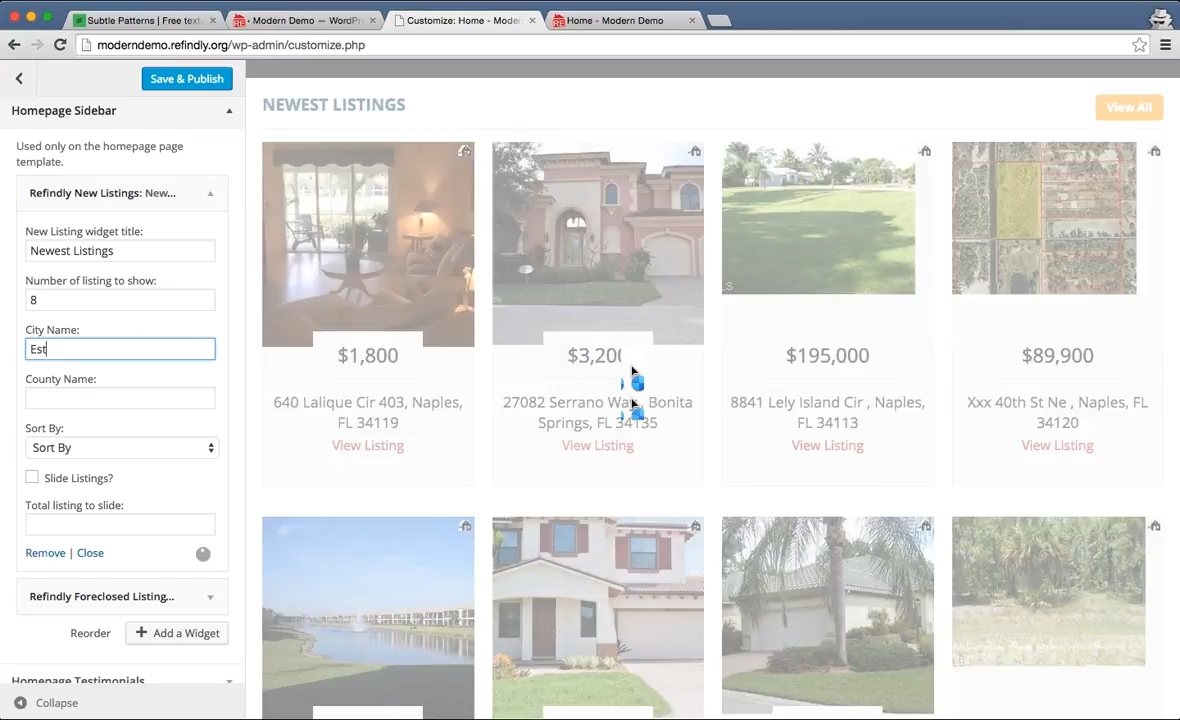 Subtle Patterns | Free text
Modern Demo — WordPr
Customize: Home - Moder
Home - Modern Demo
moderndemo.refindly.org/wp-admin/customize.php
Save & Publish
Homepage Sidebar
Used only on the homepage page
template.
Refindly New Listings: New...
New Listing widget title:
Newest Listings
Number of listing to show:
8
City Name:
Est
County Name:
Sort By:
Sort By
Slide Listings?
Total listing to slide:
Remove | Close
Refindly Foreclosed Listing...
Reorder
Add a Widget
Homepage Testimonials
Collapse
NEWEST LISTINGS
View All
$1,800
640 Lalique Cir 403, Naples,
FL 34119
View Listing
$3,200
27082 Serrano Way, Bonita
Springs, FL 34135
View Listing
$195,000
8841 Lely Island Cir , Naples,
FL 34113
View Listing
$89,900
Xxx 40th St Ne , Naples, FL
34120
View Listing